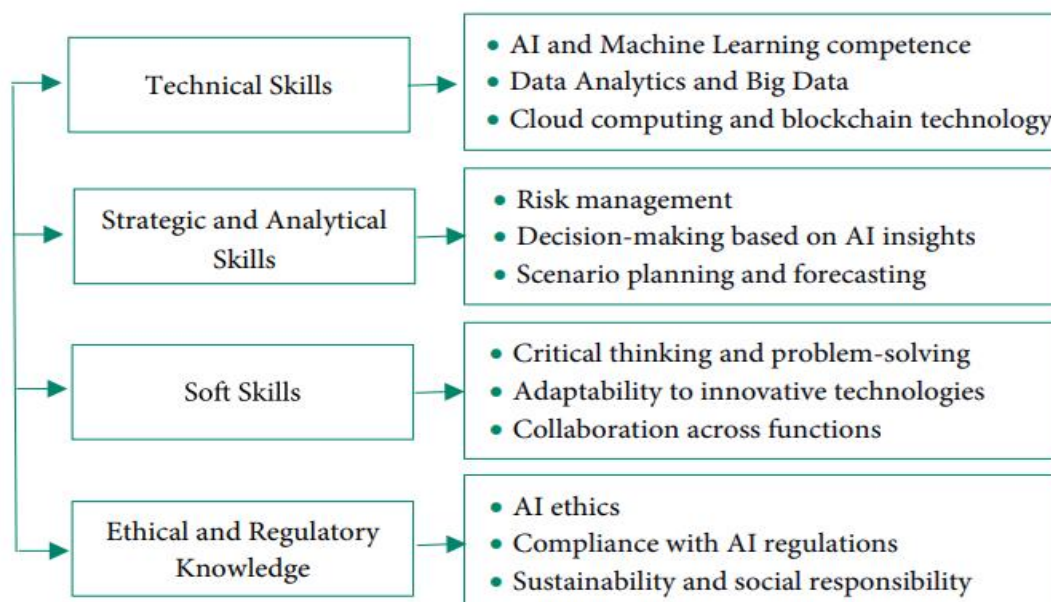 Technical Skills
• AI and Machine Learning competence
• Data Analytics and Big Data
• Cloud computing and blockchain technology
Strategic and Analytical
Skills
• Risk management
• Decision-making based on AI insights
• Scenario planning and forecasting
Soft Skills
• Critical thinking and problem-solving
• Adaptability to innovative technologies
• Collaboration across functions
Ethical and Regulatory
Knowledge
• AI ethics
• Compliance with AI regulations
• Sustainability and social responsibility